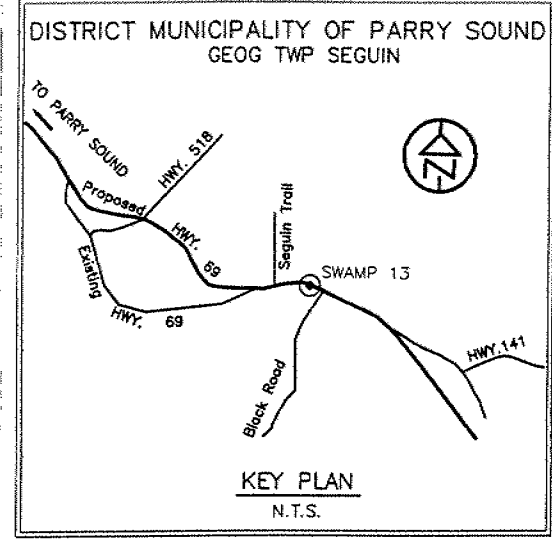 DISTRICT MUNICIPALITY OF PARRY SOUND
GEOG TWP SEGUIN
TO PARRY SOUND
HWY. 518
Proposed
HWY. 69
Seguin Trail
SWAMP 13
Existing
HWY. 69
HWY.141
Black Road
N
KEY PLAN
N.T.S.